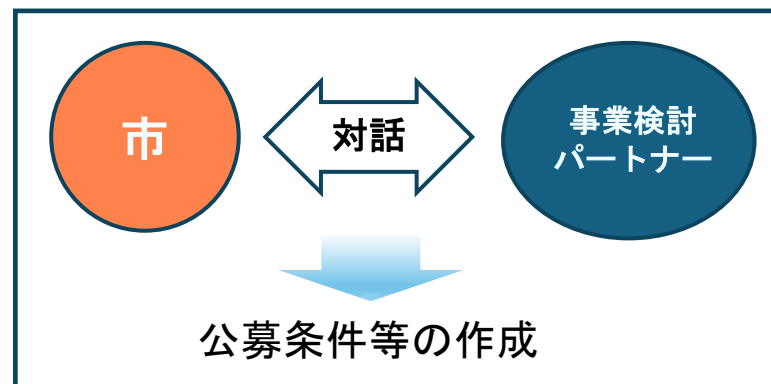 市
対話
事業検討
パートナー
公募条件等の作成